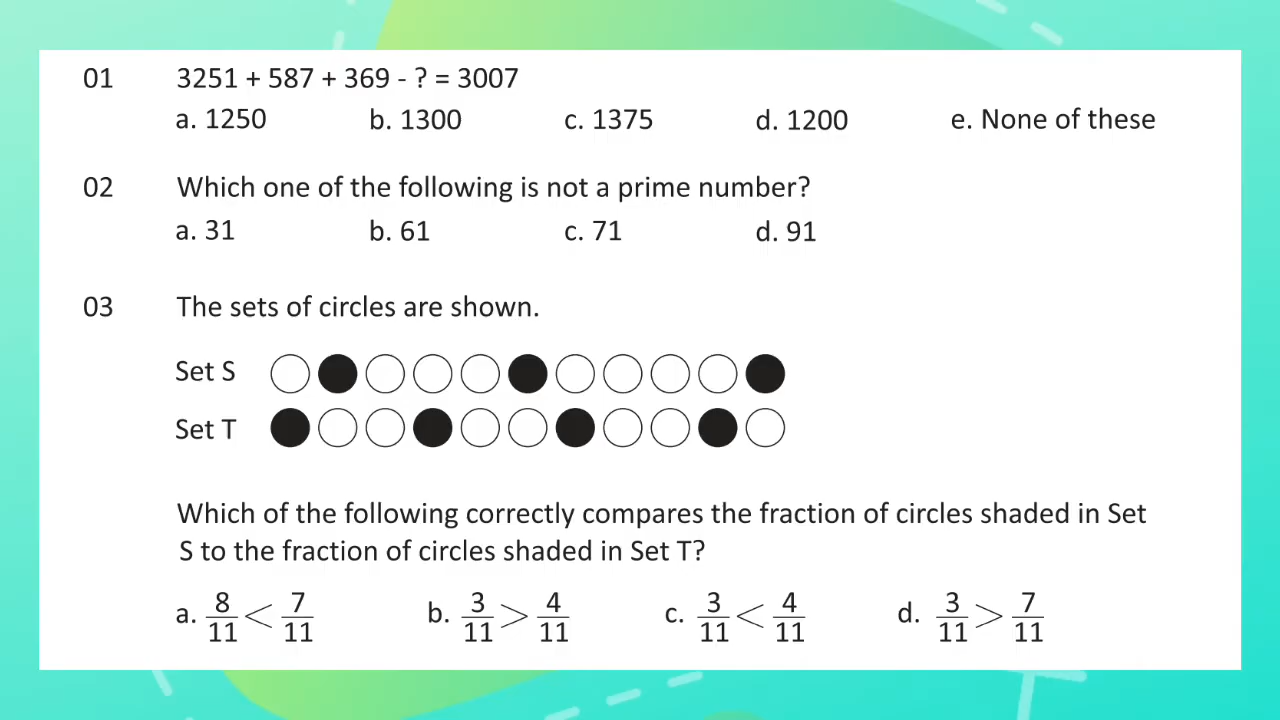 01 3251 + 587 + 369 - ? = 3007
a. 1250 b. 1300 c. 1375 d. 1200 e. None of these
02 Which one of the following is not a prime number?
a. 31 b. 61 c. 71 d. 91
03 The sets of circles are shown.
Set S
Set T
Which of the following correctly compares the fraction of circles shaded in Set
S to the fraction of circles shaded in Set T?
a. 8/11 < 7/11 b. 3/11 > 4/11 c. 3/11 < 4/11 d. 3/11 > 7/11